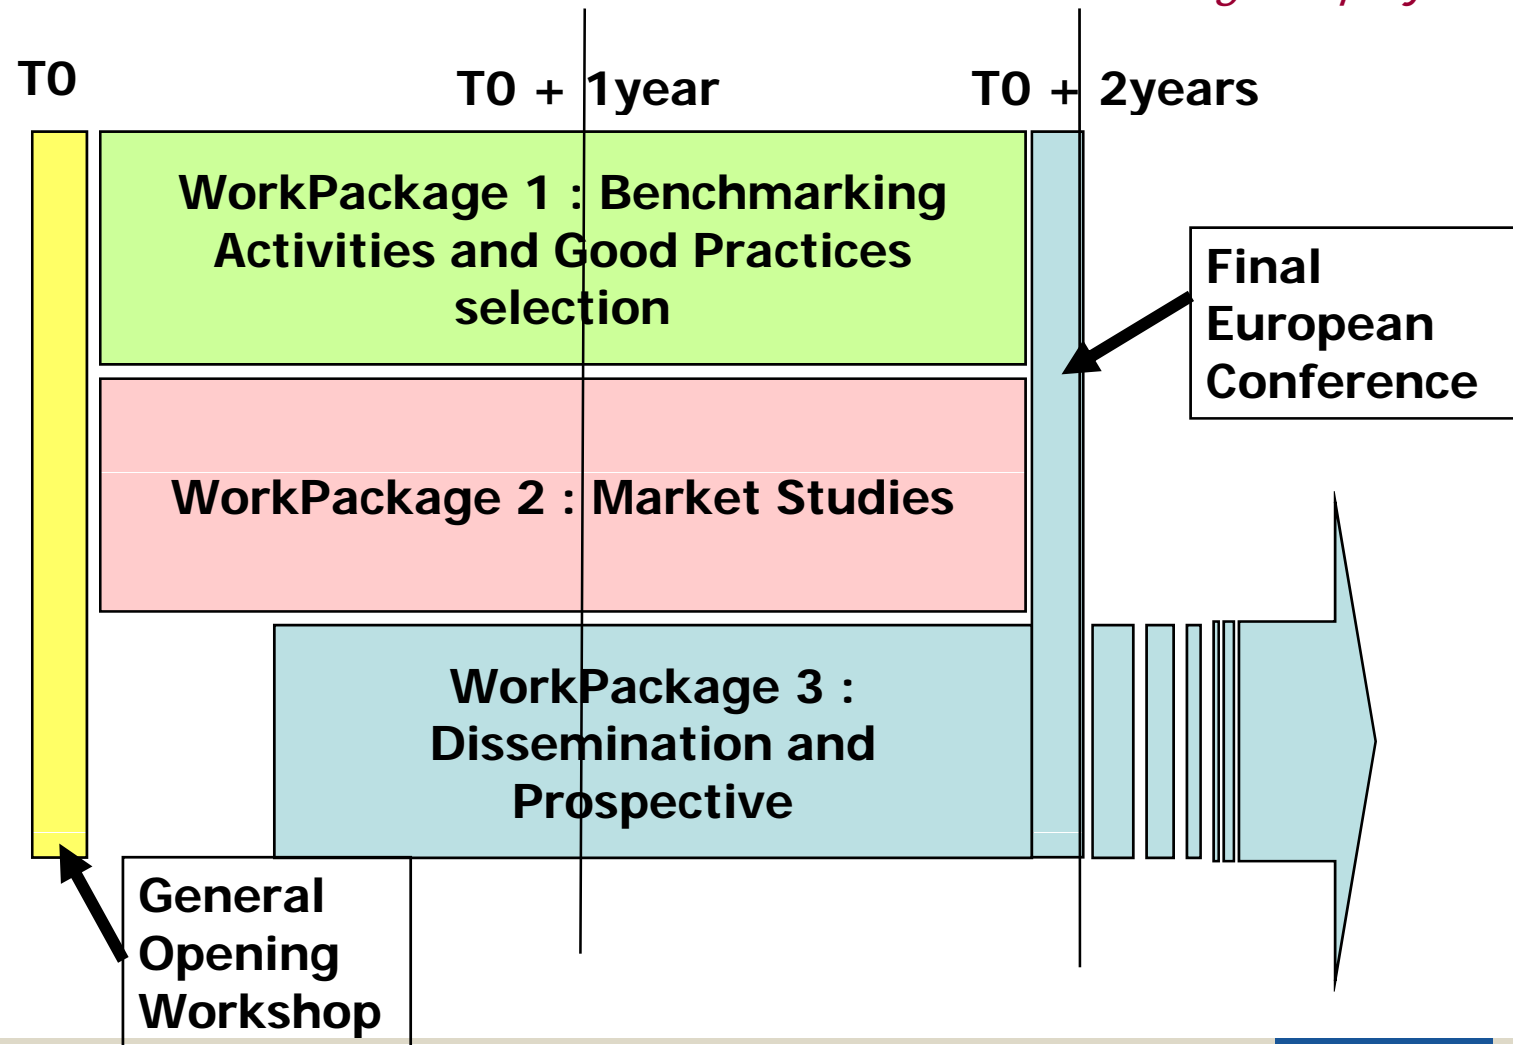 T0
T0 + 1year
T0 + 2years
WorkPackage 1 : Benchmarking
Activities and Good Practices
selection
Final
European
Conference
WorkPackage 2 : Market Studies
WorkPackage 3 :
Dissemination and
Prospective
General
Opening
Workshop